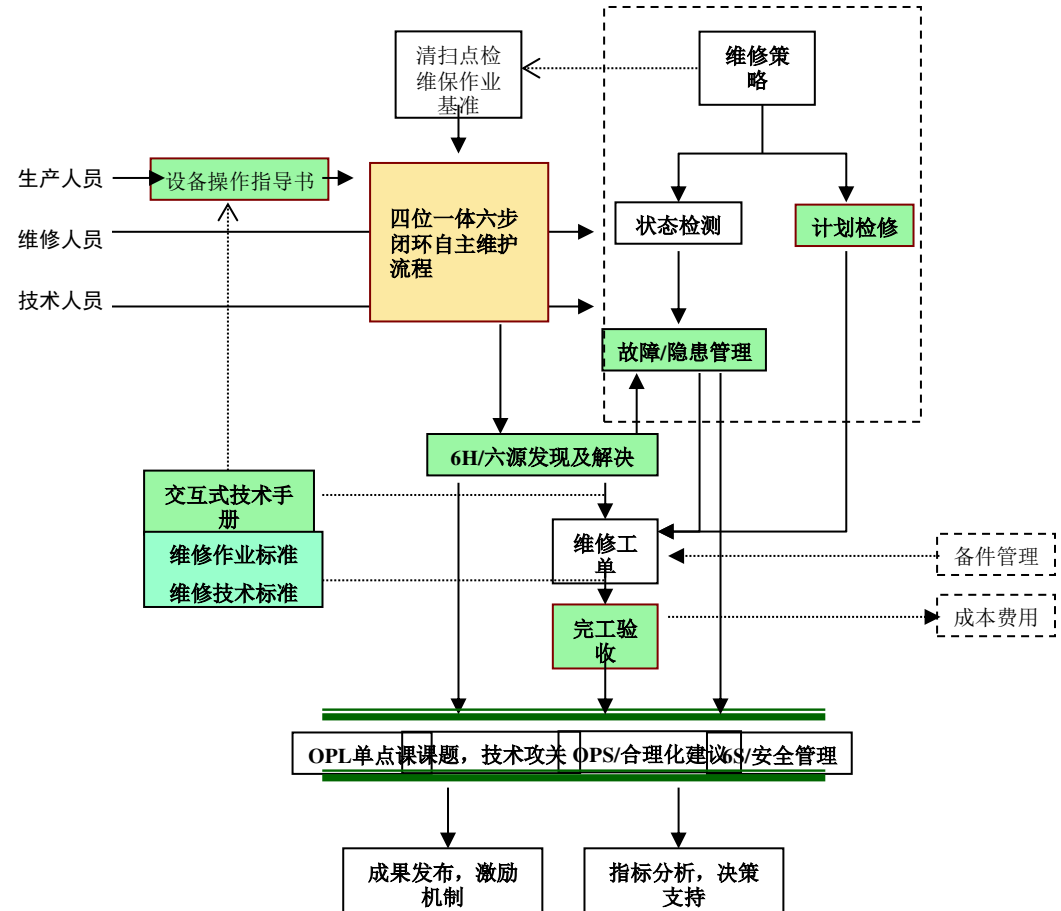 清扫点检
维保作业
基准
维修策
略
生产人员
设备操作指导书
四位一体六步
闭环自主维护
流程
状态检测
计划检修
维修人员
技术人员
故障/隐患管理
6H/六源发现及解决
交互式技术手
册
维修作业标准
维修技术标准
维修工
单
备件管理
成本费用
完工验
收
OPL单点课课题，技术攻关 OPS/合理化建议6S/安全管理
成果发布，激励
机制
指标分析，决策
支持